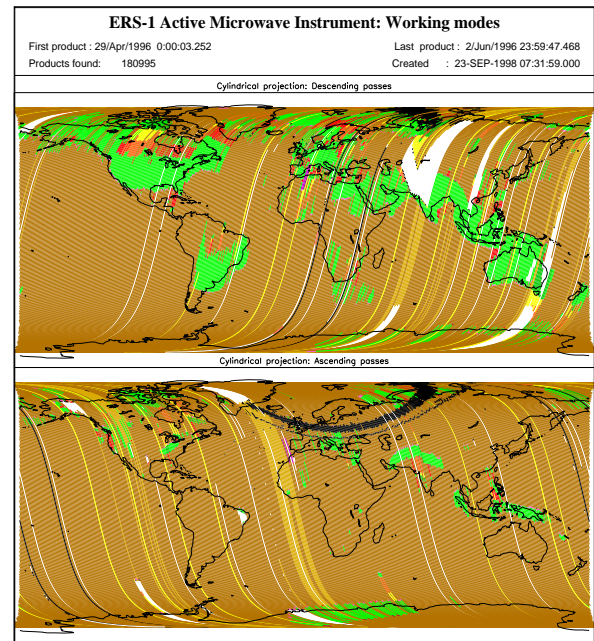 ERS-1 Active Microwave Instrument: Working modes
First product : 29/Apr/1996 0:00:03.252 Last product : 2/Jun/1996 23:59:47.468
Products found: 180995 Created : 23-SEP-1998 07:31:59.000
Cylindrical projection: Descending passes
Cylindrical projection: Ascending passes